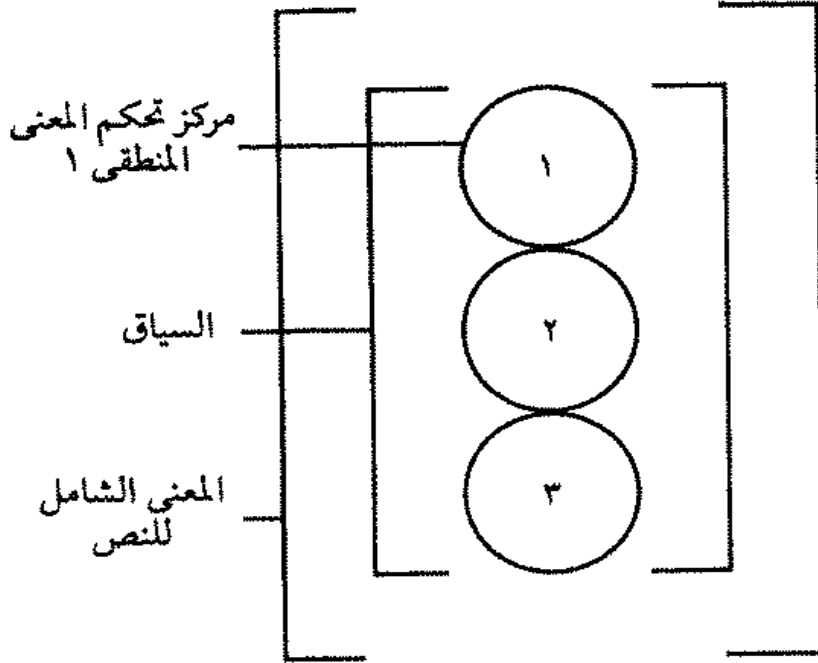 مركز تحكم المعنى
المنطقى ١
السياق
المعنى الشامل
للنص
١
٢
٣